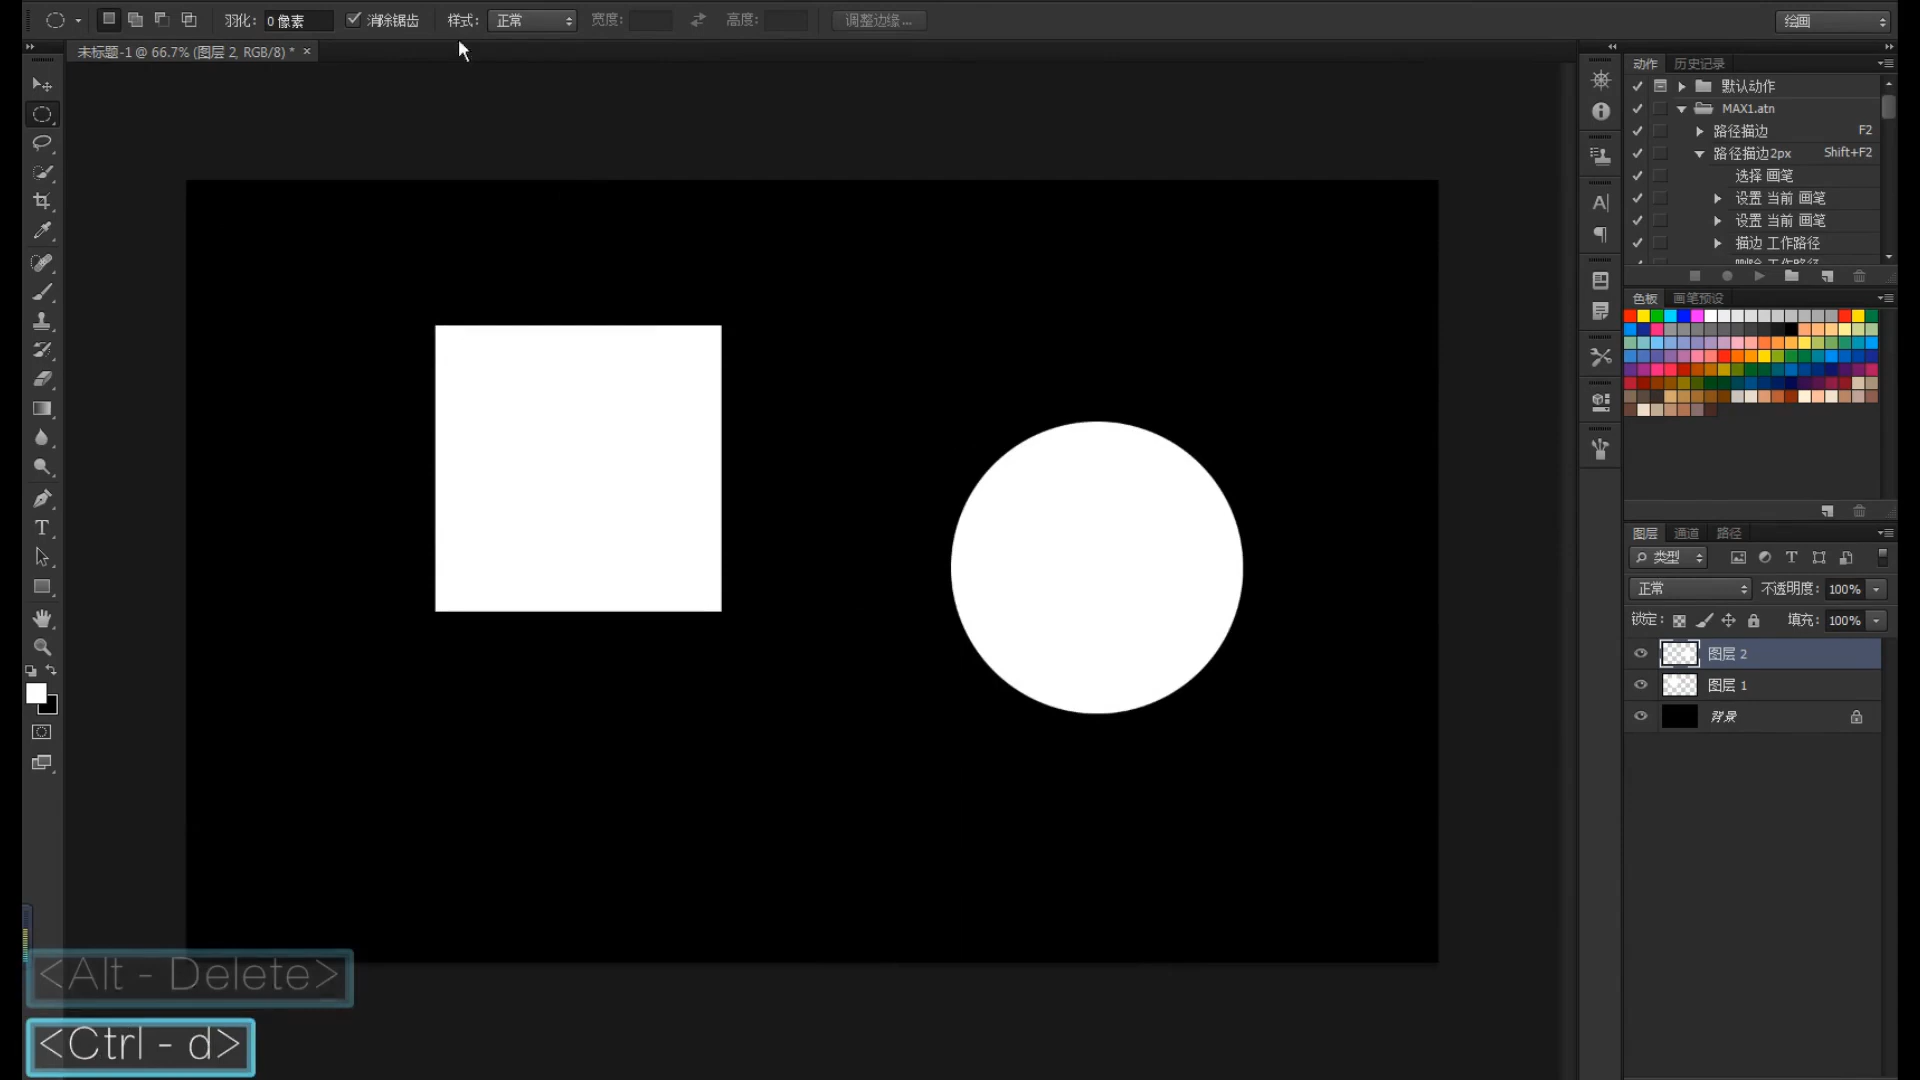 羽化: 0 像素 消除锯齿 样式: 正常 宽度: 高度: 调整边缘... 绘画
未标题-1 @ 66.7% (图层 2, RGB/8) * ×
动作 历史记录
默认动作
MAX1.atn
路径描边 F2
路径描边2px Shift+F2
选择 画笔
设置 当前 画笔
设置 当前 画笔
描边 工作路径
色板 画笔预设
图层 通道 路径
类型
正常 不透明度: 100%
锁定: 填充: 100%
图层 2
图层 1
背景
<Alt - Delete>
<Ctrl - d>